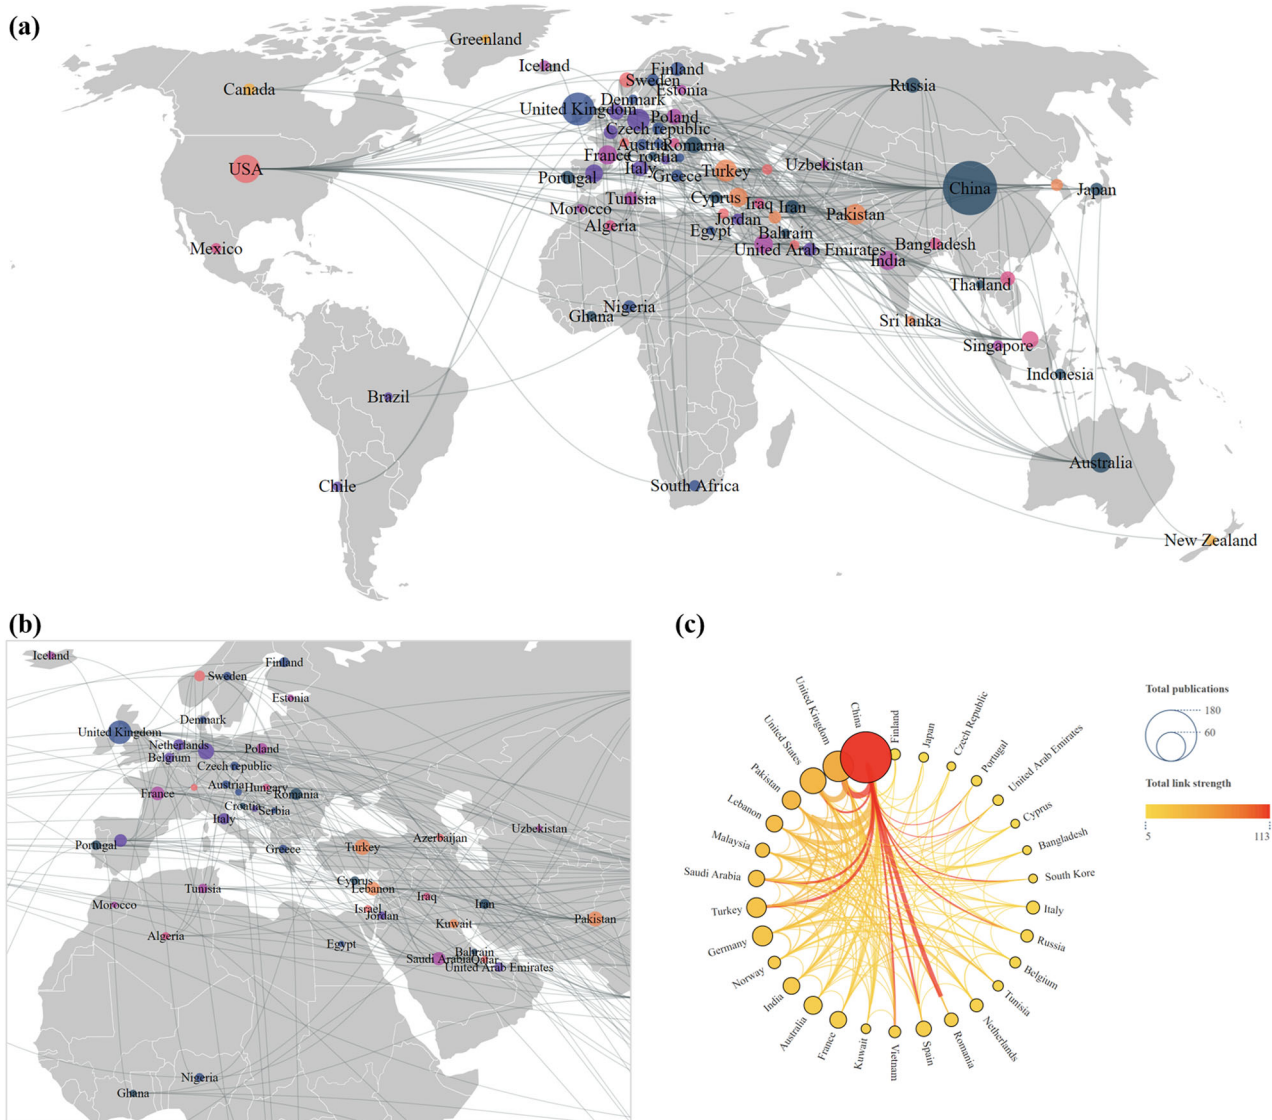 (a)
Greenland
Iceland
Finland
Sweden
Estonia
Canada
Russia
Denmark
United Kingdom
Poland
Czech republic
Austria
Romania
France
Croatia
USA
Italy
Greece
Turkey
Uzbekistan
Portugal
China
Japan
Tunisia
Cyprus
Iraq
Iran
Morocco
Jordan
Pakistan
Algeria
Egypt
Bahrain
Mexico
United Arab Emirates
Bangladesh
India
Thailand
Nigeria
Ghana
Sri lanka
Singapore
Indonesia
Brazil
Australia
Chile
South Africa
New Zealand
(b)
Iceland
Finland
Sweden
Estonia
Denmark
United Kingdom
Netherlands
Poland
Belgium
Czech republic
Austria
Hungary
France
Romania
Croatia
Serbia
Italy
Azerbaijan
Uzbekistan
Portugal
Greece
Turkey
Tunisia
Cyprus
Lebanon
Iraq
Iran
Morocco
Israel
Jordan
Kuwait
Pakistan
Algeria
Egypt
Bahrain
Saudi Arabia
Qatar
United Arab Emirates
Nigeria
Ghana
(c)
China
Finland
Japan
Czech Republic
Portugal
United Arab Emirates
Cyprus
Bangladesh
South Kore
Italy
Russia
Belgium
Tunisia
Netherlands
Romania
Spain
Vietnam
Kuwait
France
Australia
India
Norway
Germany
Turkey
Saudi Arabia
Malaysia
Lebanon
Pakistan
United States
United Kingdom
Total publications
180
60
Total link strength
5
113